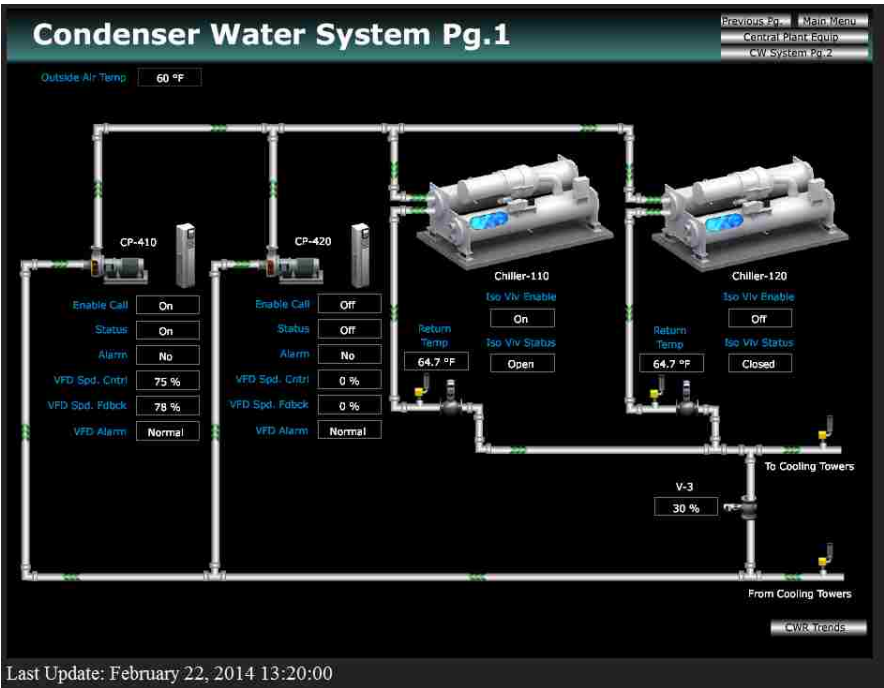 Condenser Water System Pg.1
Previous Pg. Main Menu
Central Plant Equip
CW System Pg.2
Outside Air Temp 60 °F
CP-410
CP-420
Chiller-110
Chiller-120
Enable Call On
Status On
Alarm No
VFD Spd. Cntrl 75 %
VFD Spd. Fdbck 78 %
VFD Alarm Normal
Enable Call Off
Status Off
Alarm No
VFD Spd. Cntrl 0 %
VFD Spd. Fdbck 0 %
VFD Alarm Normal
Return
Temp
64.7 °F
Iso Vlv Enable
On
Iso Vlv Status
Open
Return
Temp
64.7 °F
Iso Vlv Enable
Off
Iso Vlv Status
Closed
To Cooling Towers
V-3
30 %
From Cooling Towers
CWR Trends
Last Update: February 22, 2014 13:20:00